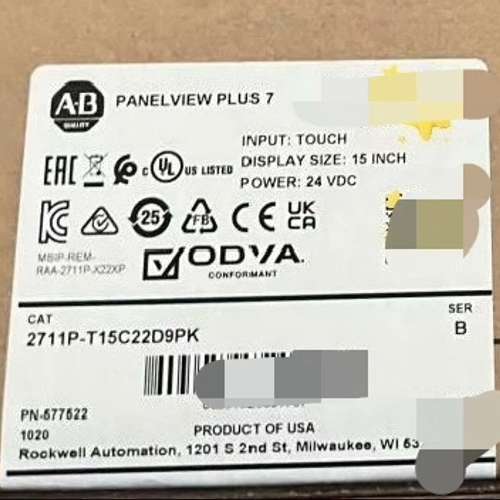 A-B
QUALITY
PANELVIEW PLUS 7
INPUT: TOUCH
DISPLAY SIZE: 15 INCH
POWER: 24 VDC
EAC
C UL US LISTED
25
FB
CE
UK
CA
MSIP-REM-
RAA-2711P-X22XP
ODVA.
CONFORMANT
CAT
2711P-T15C22D9PK
SER
B
PN-577522
1020
PRODUCT OF USA
Rockwell Automation, 1201 S 2nd St, Milwaukee, WI